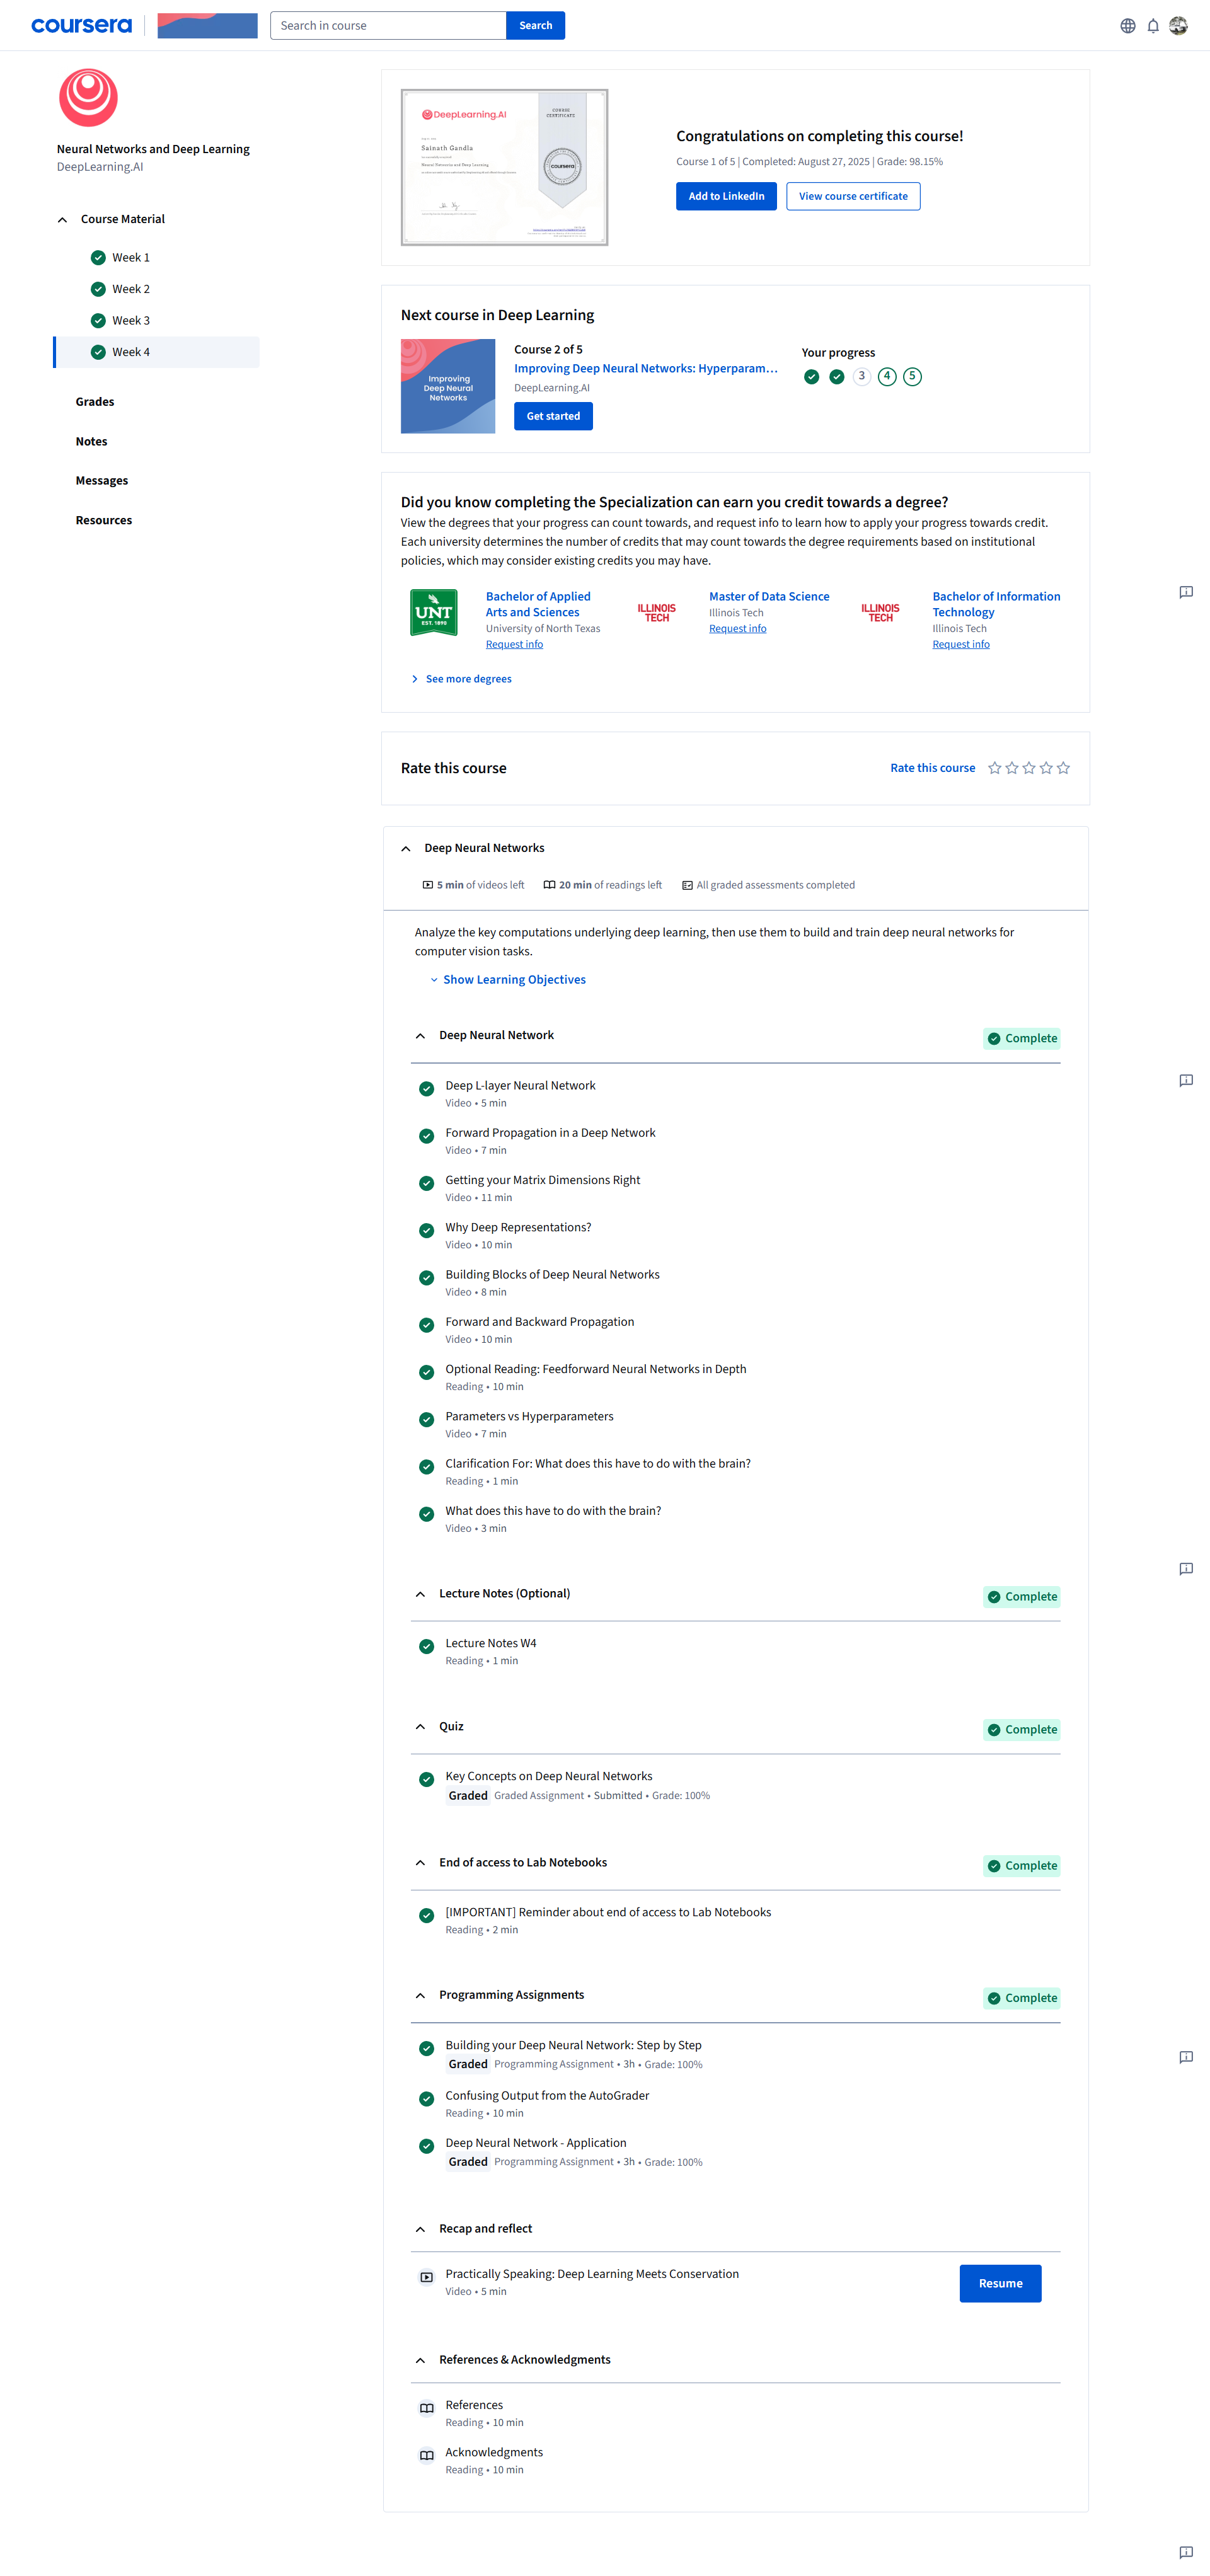 coursera
Search in course
Search
Neural Networks and Deep Learning
DeepLearning.AI
Course Material
Week 1
Week 2
Week 3
Week 4
Grades
Notes
Messages
Resources
DeepLearning.AI
COURSE
CERTIFICATE
Sainath Gandla
Neural Networks and Deep Learning
coursera
Congratulations on completing this course!
Course 1 of 5 | Completed: August 27, 2025 | Grade: 98.15%
Add to LinkedIn
View course certificate
Next course in Deep Learning
Improving
Deep Neural
Networks
Course 2 of 5
Improving Deep Neural Networks: Hyperparam...
DeepLearning.AI
Get started
Your progress
3 4 5
Did you know completing the Specialization can earn you credit towards a degree?
View the degrees that your progress can count towards, and request info to learn how to apply your progress towards credit.
Each university determines the number of credits that may count towards the degree requirements based on institutional
policies, which may consider existing credits you may have.
UNT
EST. 1890
Bachelor of Applied
Arts and Sciences
University of North Texas
Request info
ILLINOIS
TECH
Master of Data Science
Illinois Tech
Request info
ILLINOIS
TECH
Bachelor of Information
Technology
Illinois Tech
Request info
See more degrees
Rate this course
Rate this course
Deep Neural Networks
5 min of videos left
20 min of readings left
All graded assessments completed
Analyze the key computations underlying deep learning, then use them to build and train deep neural networks for
computer vision tasks.
Show Learning Objectives
Deep Neural Network
Complete
Deep L-layer Neural Network
Video • 5 min
Forward Propagation in a Deep Network
Video • 7 min
Getting your Matrix Dimensions Right
Video • 11 min
Why Deep Representations?
Video • 10 min
Building Blocks of Deep Neural Networks
Video • 8 min
Forward and Backward Propagation
Video • 10 min
Optional Reading: Feedforward Neural Networks in Depth
Reading • 10 min
Parameters vs Hyperparameters
Video • 7 min
Clarification For: What does this have to do with the brain?
Reading • 1 min
What does this have to do with the brain?
Video • 3 min
Lecture Notes (Optional)
Complete
Lecture Notes W4
Reading • 1 min
Quiz
Complete
Key Concepts on Deep Neural Networks
Graded Graded Assignment • Submitted • Grade: 100%
End of access to Lab Notebooks
Complete
[IMPORTANT] Reminder about end of access to Lab Notebooks
Reading • 2 min
Programming Assignments
Complete
Building your Deep Neural Network: Step by Step
Graded Programming Assignment • 3h • Grade: 100%
Confusing Output from the AutoGrader
Reading • 10 min
Deep Neural Network - Application
Graded Programming Assignment • 3h • Grade: 100%
Recap and reflect
Practically Speaking: Deep Learning Meets Conservation
Video • 5 min
Resume
References & Acknowledgments
References
Reading • 10 min
Acknowledgments
Reading • 10 min